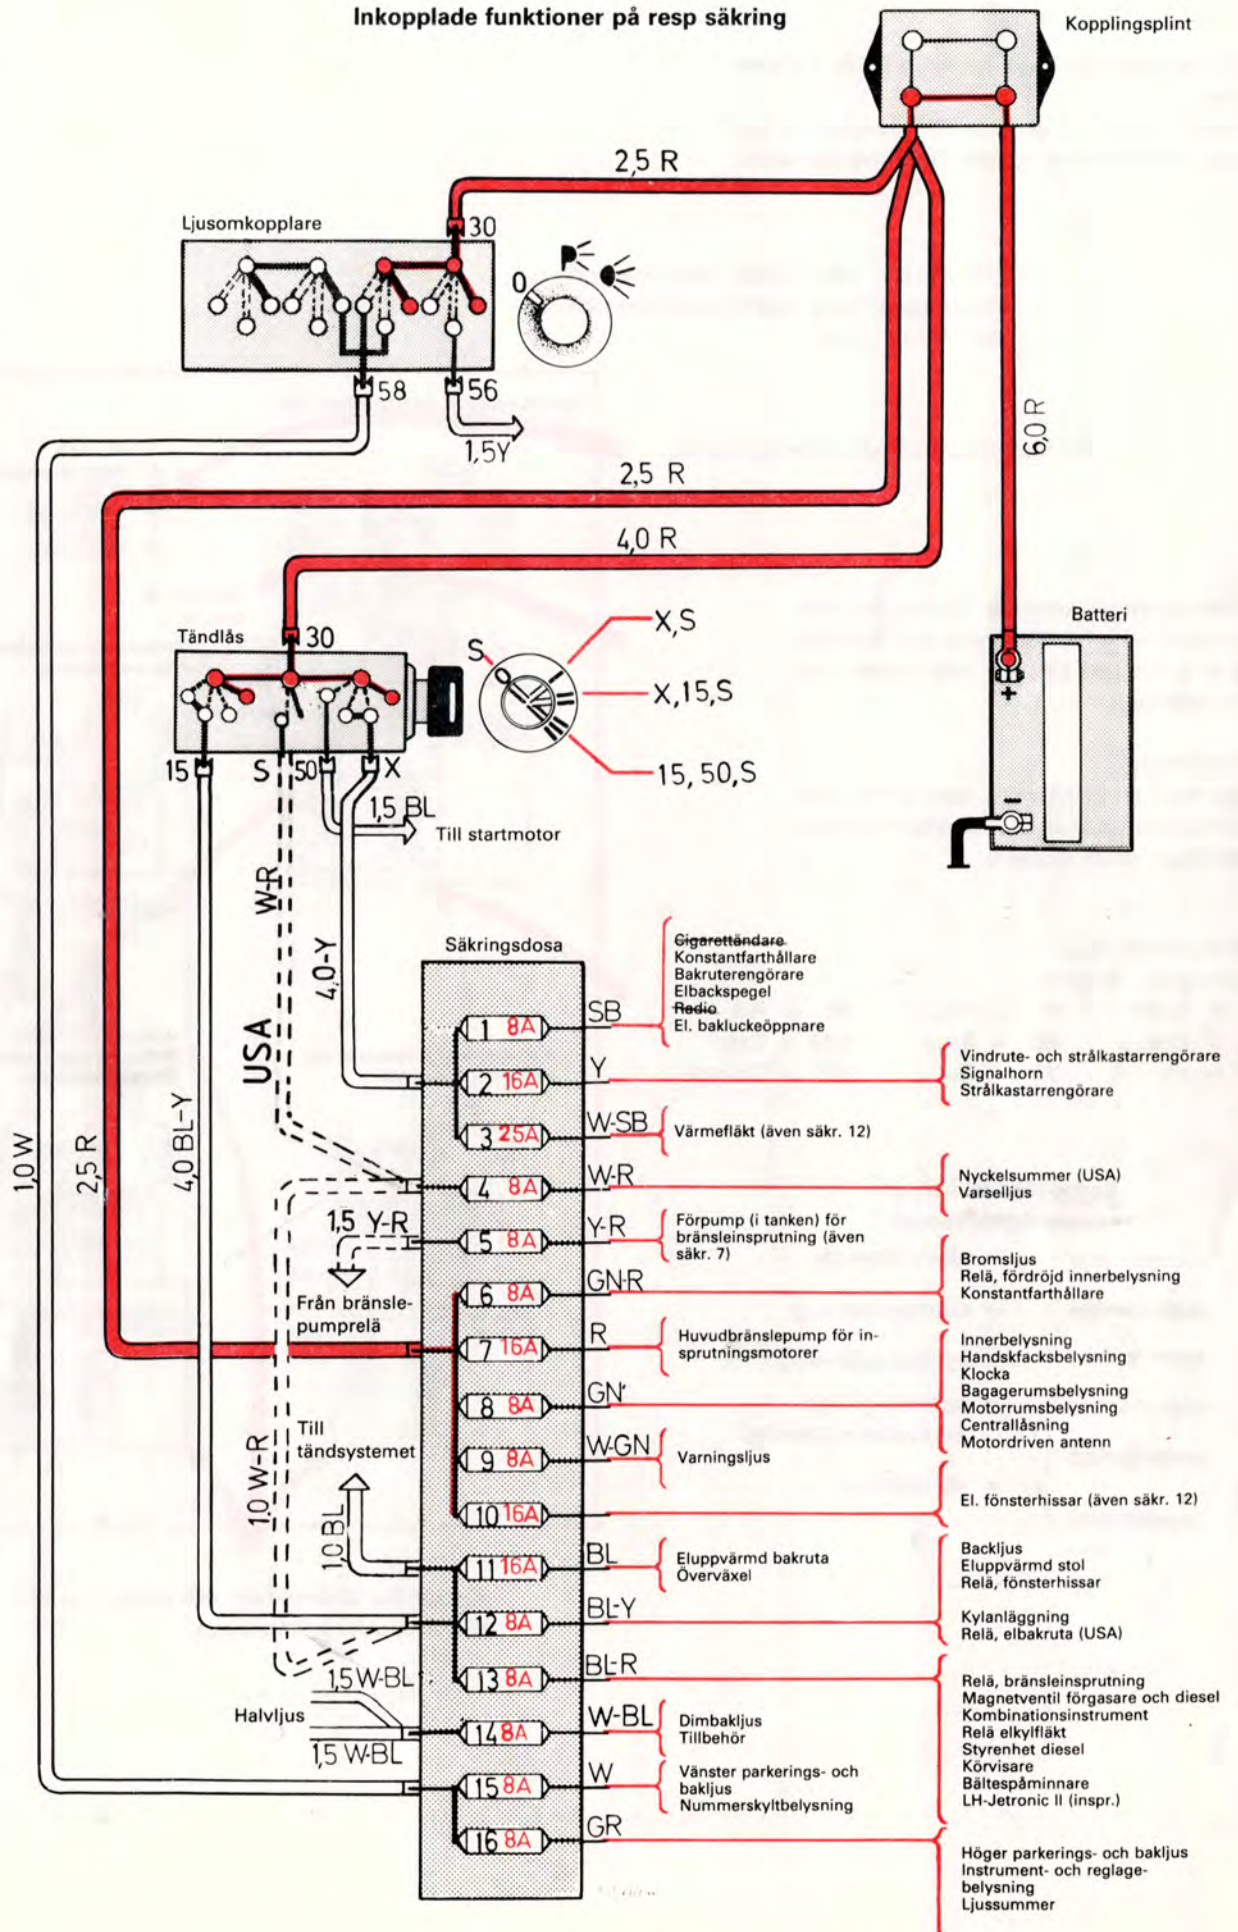 Inkopplade funktioner på resp säkring
Kopplingsplint
2,5 R
Ljusomkopplare
30
0
58
56
1,5Y
6,0 R
2,5 R
4,0 R
Tändlås
30
S
0
I
II
III
X,S
X,15,S
15, 50,S
Batteri
+
−
15
S
50
X
1,5 BL
Till startmotor
W-R
USA
4,0-Y
1,0 W
2,5 R
4,0 BL-Y
Säkringsdosa
1 8A
SB
Cigarettändare
Konstantfarthållare
Bakruterengörare
Elbackspegel
Radio
El. bakluckeöppnare
2 16A
Y
Vindrute- och strålkastarrengörare
Signalhorn
Strålkastarrengörare
3 25A
W-SB
Värmefläkt (även säkr. 12)
4 8A
W-R
Nyckelsummer (USA)
Varselljus
1,5 Y-R
Från bränsle-
pumprelä
5 8A
Y-R
Förpump (i tanken) för
bränsleinsprutning (även
säkr. 7)
6 8A
GN-R
Bromsljus
Relä, fördröjd innerbelysning
Konstantfarthållare
7 16A
R
Huvudbränslepump för in-
sprutningsmotorer
8 8A
GN
Innerbelysning
Handskfacksbelysning
Klocka
Bagagerumsbelysning
Motorrumsbelysning
Centrallåsning
Motordriven antenn
Till
tändsystemet
9 8A
W-GN
Varningsljus
10 16A
El. fönsterhissar (även säkr. 12)
1,0 W-R
1,0 BL
11 16A
BL
Eluppvärmd bakruta
Överväxel
12 8A
BL-Y
Backljus
Eluppvärmd stol
Relä, fönsterhissar
Kylanläggning
Relä, elbakruta (USA)
13 8A
BL-R
Relä, bränsleinsprutning
Magnetventil förgasare och diesel
Kombinationsinstrument
Relä elkylfläkt
Styrenhet diesel
Körvisare
Bältespåminnare
LH-Jetronic II (inspr.)
1,5 W-BL
Halvljus
1,5 W-BL
14 8A
W-BL
Dimbakljus
Tillbehör
15 8A
W
Vänster parkerings- och
bakljus
Nummerskyltbelysning
16 8A
GR
Höger parkerings- och bakljus
Instrument- och reglage-
belysning
Ljussummer